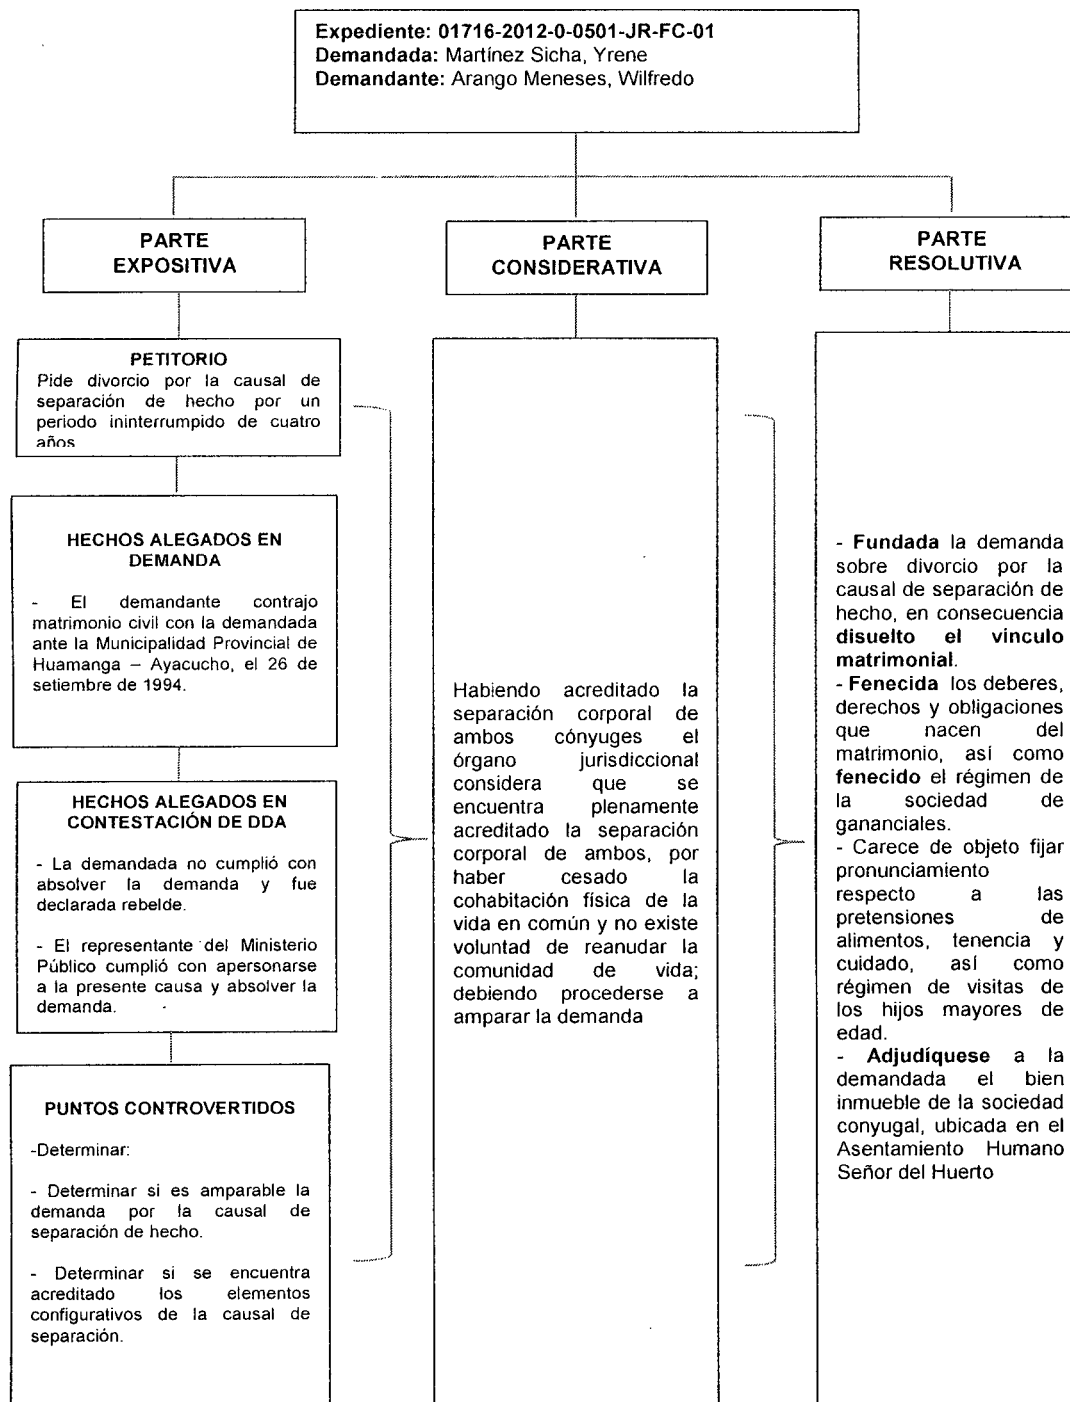 Expediente: 01716-2012-0-0501-JR-FC-01
Demandada: Martínez Sicha, Yrene
Demandante: Arango Meneses, Wilfredo
PARTE
EXPOSITIVA
PETITORIO
Pide divorcio por la causal de
separación de hecho por un
periodo ininterrumpido de cuatro
años
HECHOS ALEGADOS EN
DEMANDA
- El demandante contrajo
matrimonio civil con la demandada
ante la Municipalidad Provincial de
Huamanga – Ayacucho, el 26 de
setiembre de 1994.
HECHOS ALEGADOS EN
CONTESTACIÓN DE DDA
- La demandada no cumplió con
absolver la demanda y fue
declarada rebelde.
- El representante del Ministerio
Público cumplió con apersonarse
a la presente causa y absolver la
demanda.
PUNTOS CONTROVERTIDOS
-Determinar:
- Determinar si es amparable la
demanda por la causal de
separación de hecho.
- Determinar si se encuentra
acreditado los elementos
configurativos de la causal de
separación.
PARTE
CONSIDERATIVA
Habiendo acreditado la
separación corporal de
ambos cónyuges el
órgano jurisdiccional
considera que se
encuentra plenamente
acreditado la separación
corporal de ambos, por
haber cesado la
cohabitación física de la
vida en común y no existe
voluntad de reanudar la
comunidad de vida;
debiendo procederse a
amparar la demanda
PARTE
RESOLUTIVA
- Fundada la demanda
sobre divorcio por la
causal de separación de
hecho, en consecuencia
disuelto el vinculo
matrimonial.
- Fenecida los deberes,
derechos y obligaciones
que nacen del
matrimonio, así como
fenecido el régimen de
la sociedad de
gananciales.
- Carece de objeto fijar
pronunciamiento
respecto a las
pretensiones de
alimentos, tenencia y
cuidado, así como
régimen de visitas de
los hijos mayores de
edad.
- Adjudíquese a la
demandada el bien
inmueble de la sociedad
conyugal, ubicada en el
Asentamiento Humano
Señor del Huerto